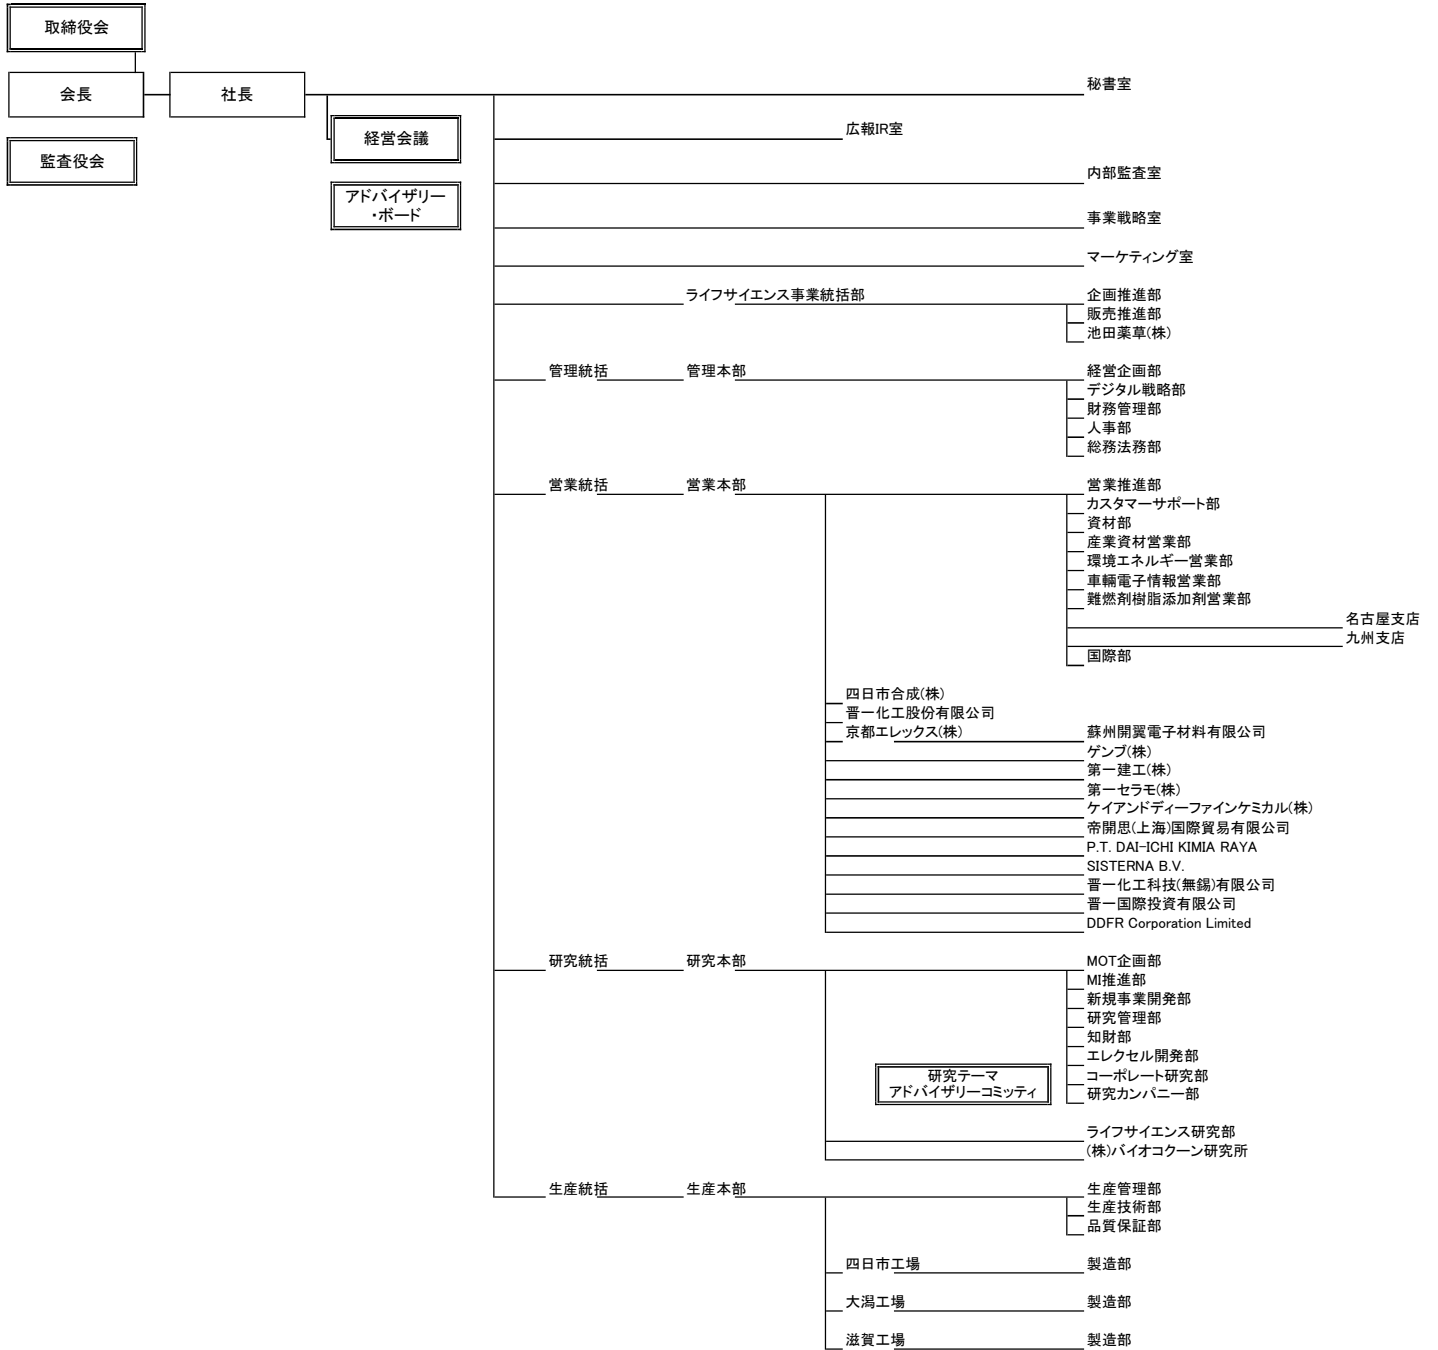 取締役会
会長
社長
秘書室
経営会議
広報IR室
監査役会
内部監査室
アドバイザリー
・ボード
事業戦略室
マーケティング室
ライフサイエンス事業統括部
企画推進部
販売推進部
池田薬草(株)
管理統括
管理本部
経営企画部
デジタル戦略部
財務管理部
人事部
総務法務部
営業統括
営業本部
営業推進部
カスタマーサポート部
資材部
産業資材営業部
環境エネルギー営業部
車輌電子情報営業部
難燃剤樹脂添加剤営業部
名古屋支店
九州支店
国際部
四日市合成(株)
晋一化工股份有限公司
京都エレックス(株)
蘇州開翼電子材料有限公司
ゲンブ(株)
第一建工(株)
第一セラモ(株)
ケイアンドディーファインケミカル(株)
帝開思(上海)国際貿易有限公司
P.T. DAI-ICHI KIMIA RAYA
SISTERNA B.V.
晋一化工科技(無錫)有限公司
晋一国際投資有限公司
DDFR Corporation Limited
研究統括
研究本部
MOT企画部
MI推進部
新規事業開発部
研究管理部
知財部
エレクセル開発部
研究テーマ
アドバイザリーコミッティ
コーポレート研究部
研究カンパニー部
ライフサイエンス研究部
(株)バイオコクーン研究所
生産統括
生産本部
生産管理部
生産技術部
品質保証部
四日市工場
製造部
大潟工場
製造部
滋賀工場
製造部